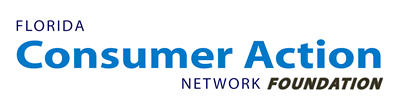 FLORIDA
Consumer Action
NETWORK FOUNDATION